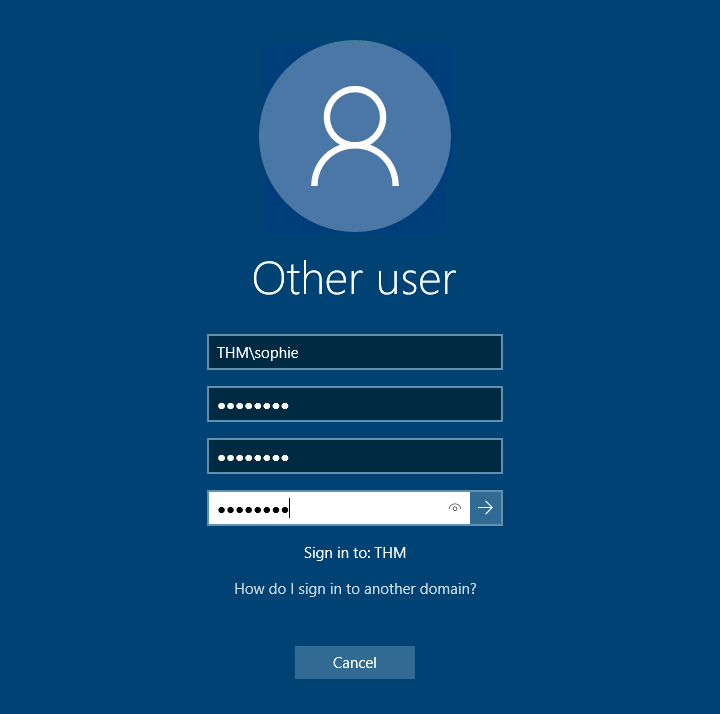 Other user
THM\sophie
●●●●●●●●
●●●●●●●●
●●●●●●●●
Sign in to: THM
How do I sign in to another domain?
Cancel